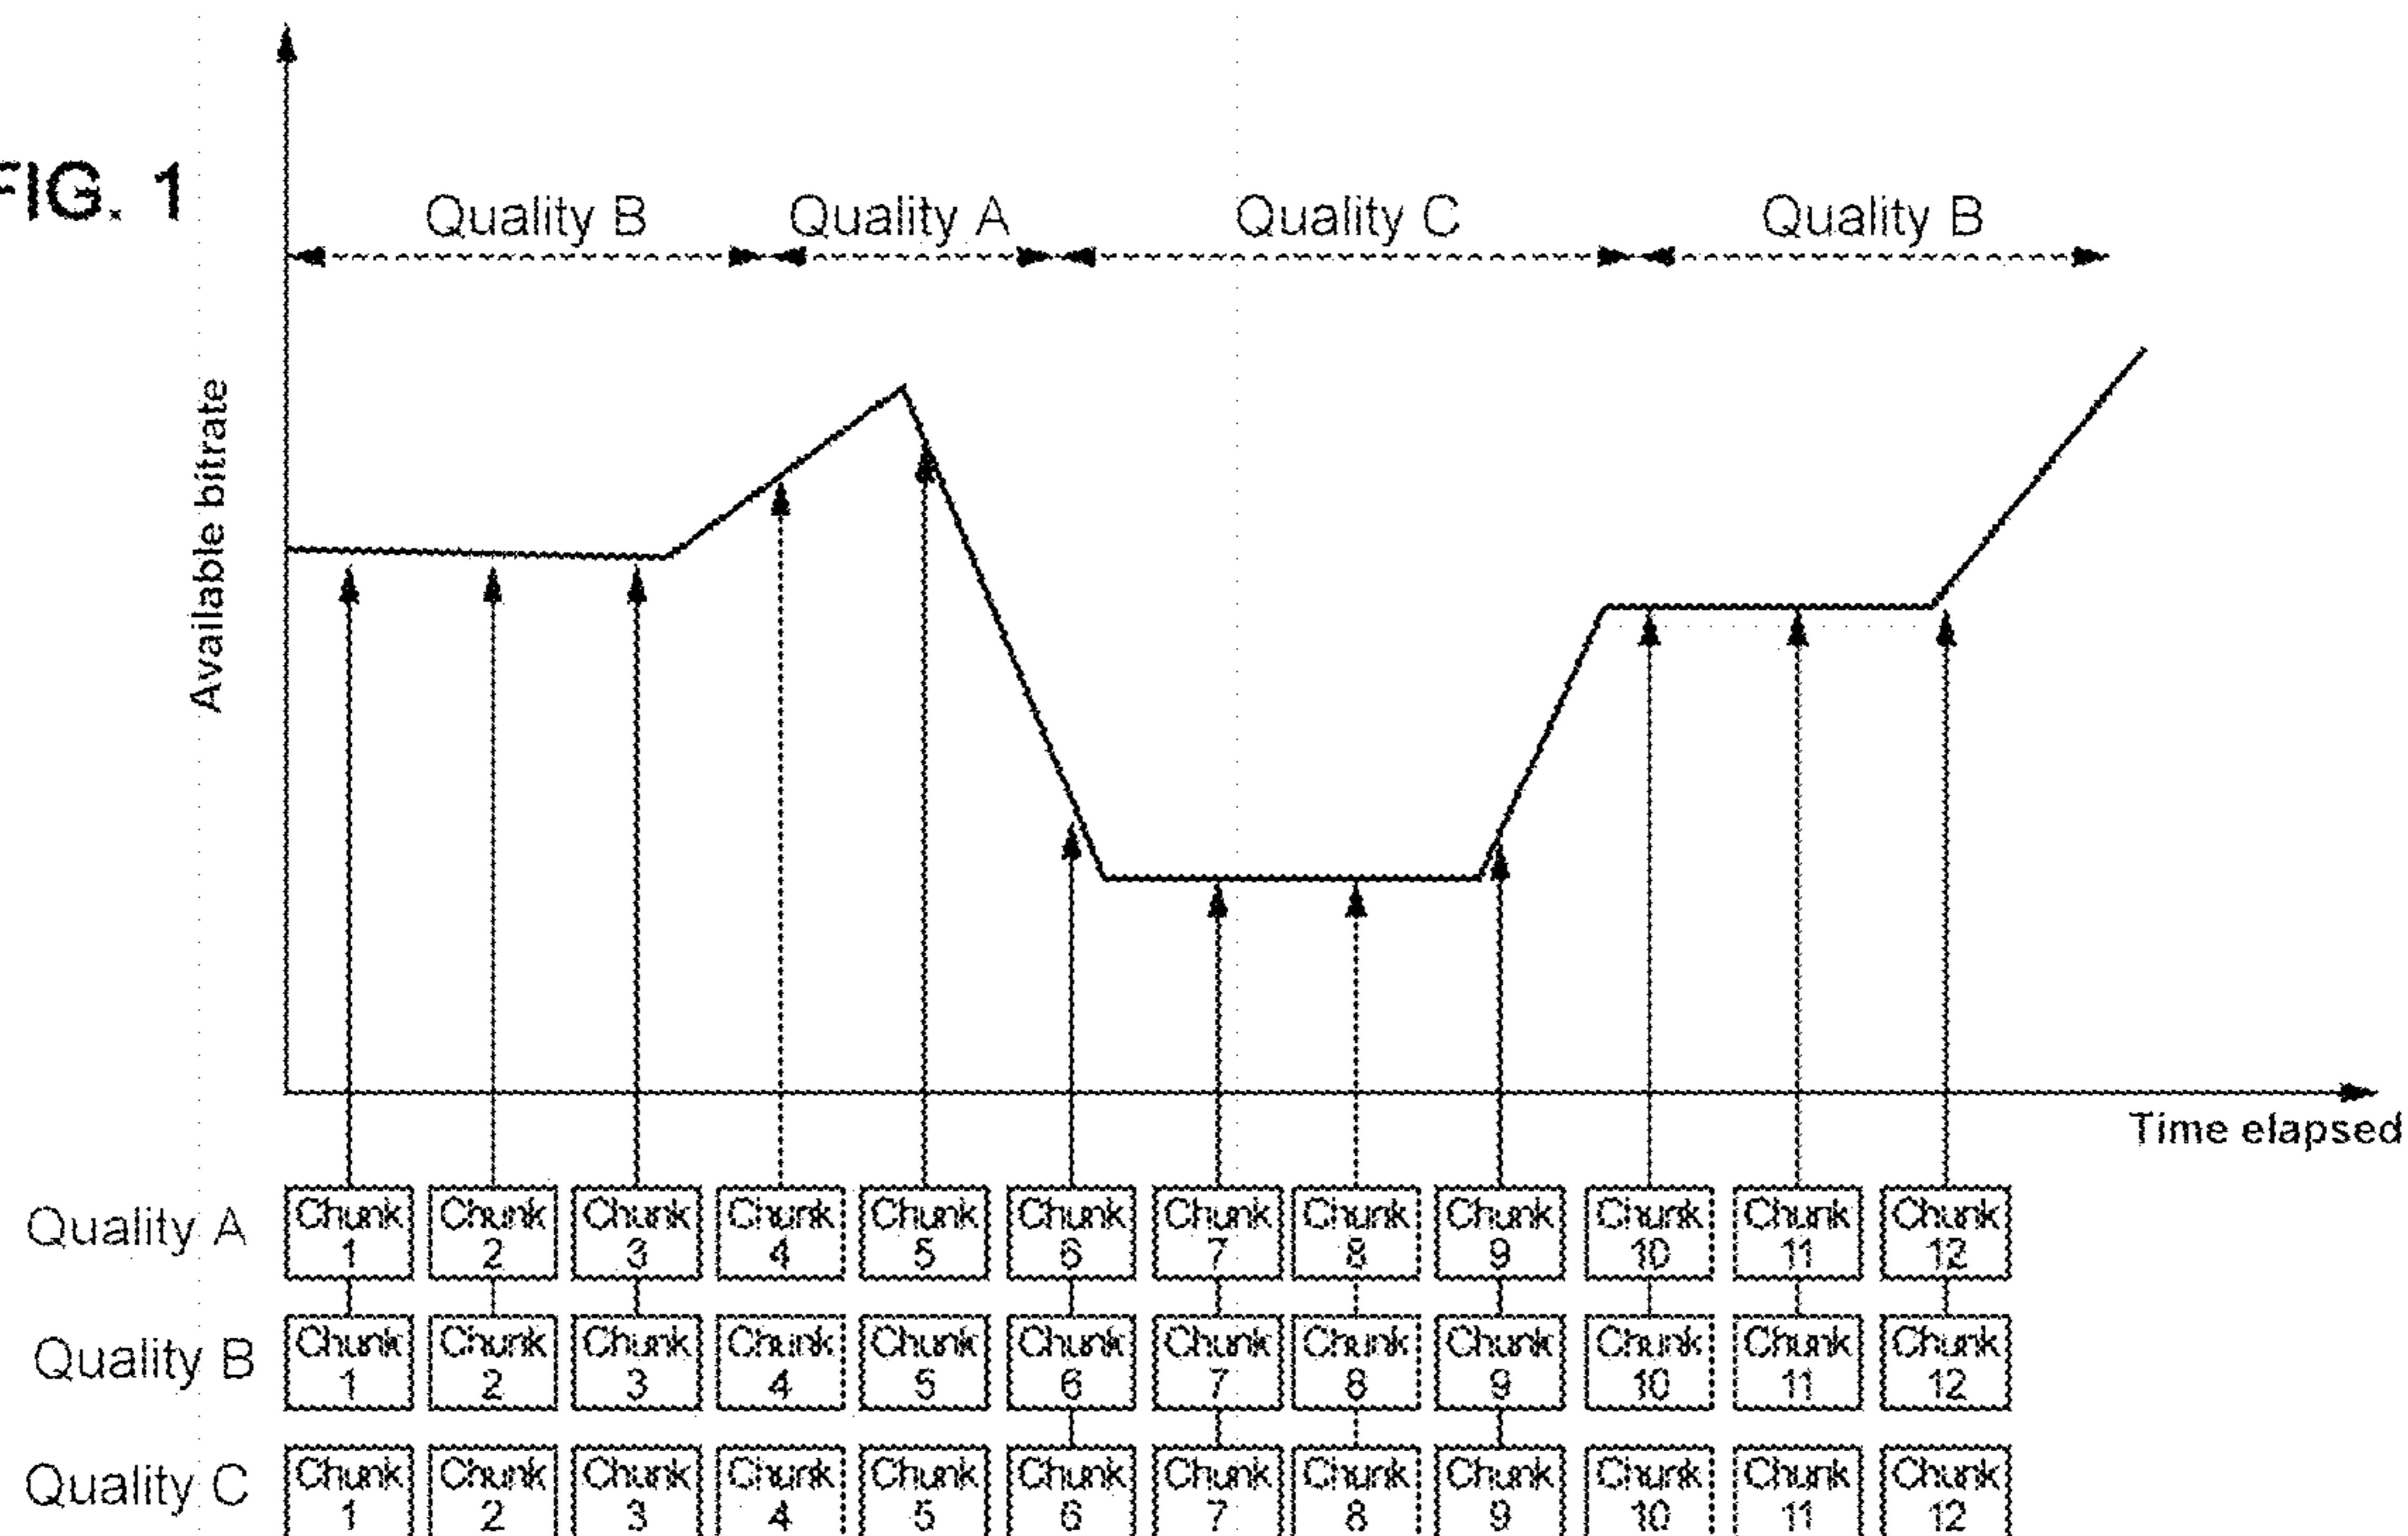 FIG. 1
Quality B Quality A Quality C Quality B
Available bitrate
Time elapsed
Quality A
Chunk 1 Chunk 2 Chunk 3 Chunk 4 Chunk 5 Chunk 6 Chunk 7 Chunk 8 Chunk 9 Chunk 10 Chunk 11 Chunk 12
Quality B
Chunk 1 Chunk 2 Chunk 3 Chunk 4 Chunk 5 Chunk 6 Chunk 7 Chunk 8 Chunk 9 Chunk 10 Chunk 11 Chunk 12
Quality C
Chunk 1 Chunk 2 Chunk 3 Chunk 4 Chunk 5 Chunk 6 Chunk 7 Chunk 8 Chunk 9 Chunk 10 Chunk 11 Chunk 12